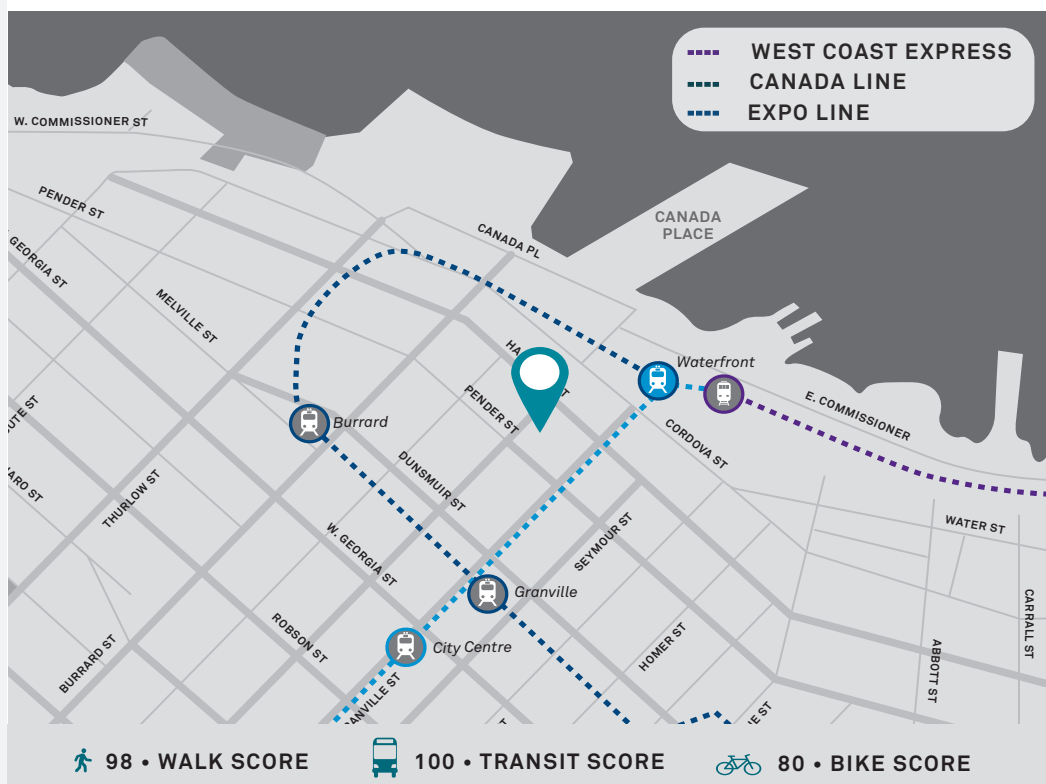 WEST COAST EXPRESS
CANADA LINE
EXPO LINE
W. COMMISSIONER ST
PENDER ST
GEORGIA ST
MELVILLE ST
CANADA PL
CANADA
PLACE
Waterfront
E. COMMISSIONER
PENDER ST
CORDOVA ST
Burrard
DUNSMUIR ST
THURLOW ST
W. GEORGIA ST
SEYMOUR ST
WATER ST
Granville
City Centre
ROBSON ST
BURRARD ST
HOMER ST
CARRALL ST
ABBOTT ST
ANVILLE ST
98 • WALK SCORE
100 • TRANSIT SCORE
80 • BIKE SCORE